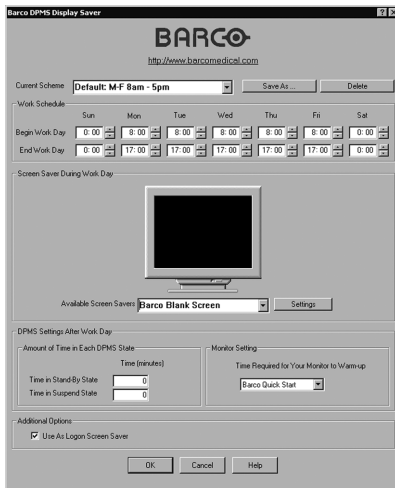 Barco DPMS Display Saver
BARCO
http://www.barcomedical.com
Current Scheme Default: M-F 8am - 5pm Save As ... Delete
Work Schedule
Sun Mon Tue Wed Thu Fri Sat
Begin Work Day 0: 00 8: 00 8: 00 8: 00 8: 00 8: 00 0: 00
End Work Day 0: 00 17: 00 17: 00 17: 00 17: 00 17: 00 0: 00
Screen Saver During Work Day
Available Screen Savers Barco Blank Screen Settings
DPMS Settings After Work Day
Amount of Time in Each DPMS State
Time (minutes)
Time in Stand-By State 0
Time in Suspend State 0
Monitor Setting
Time Required for Your Monitor to Warm-up
Barco Quick Start
Additional Options
Use As Logon Screen Saver
OK Cancel Help